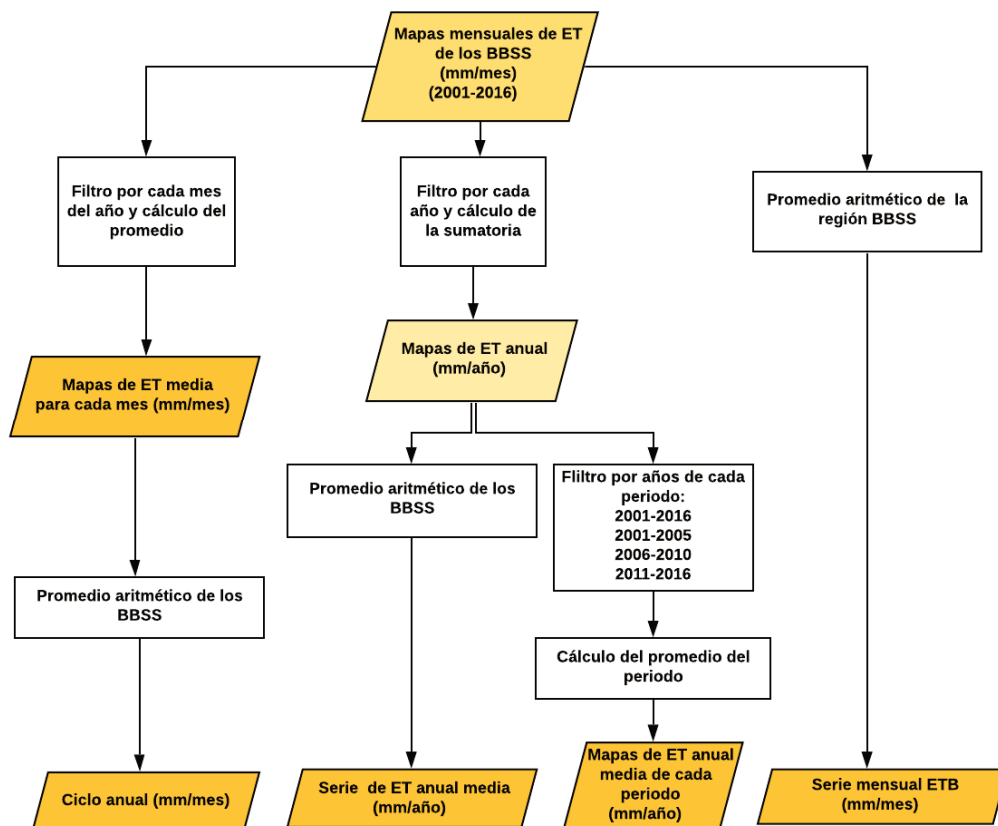 Mapas mensuales de ET
de los BBSS
(mm/mes)
(2001-2016)
Filtro por cada mes
del año y cálculo del
promedio
Filtro por cada
año y cálculo de
la sumatoria
Promedio aritmético de  la
región BBSS
Mapas de ET anual
(mm/año)
Mapas de ET media
para cada mes (mm/mes)
Promedio aritmético de los
BBSS
Fliltro por años de cada
periodo:
2001-2016
2001-2005
2006-2010
2011-2016
Promedio aritmético de los
BBSS
Cálculo del promedio del
periodo
Ciclo anual (mm/mes)
Serie  de ET anual media
(mm/año)
Mapas de ET anual
media de cada
periodo
(mm/año)
Serie mensual ETB
(mm/mes)